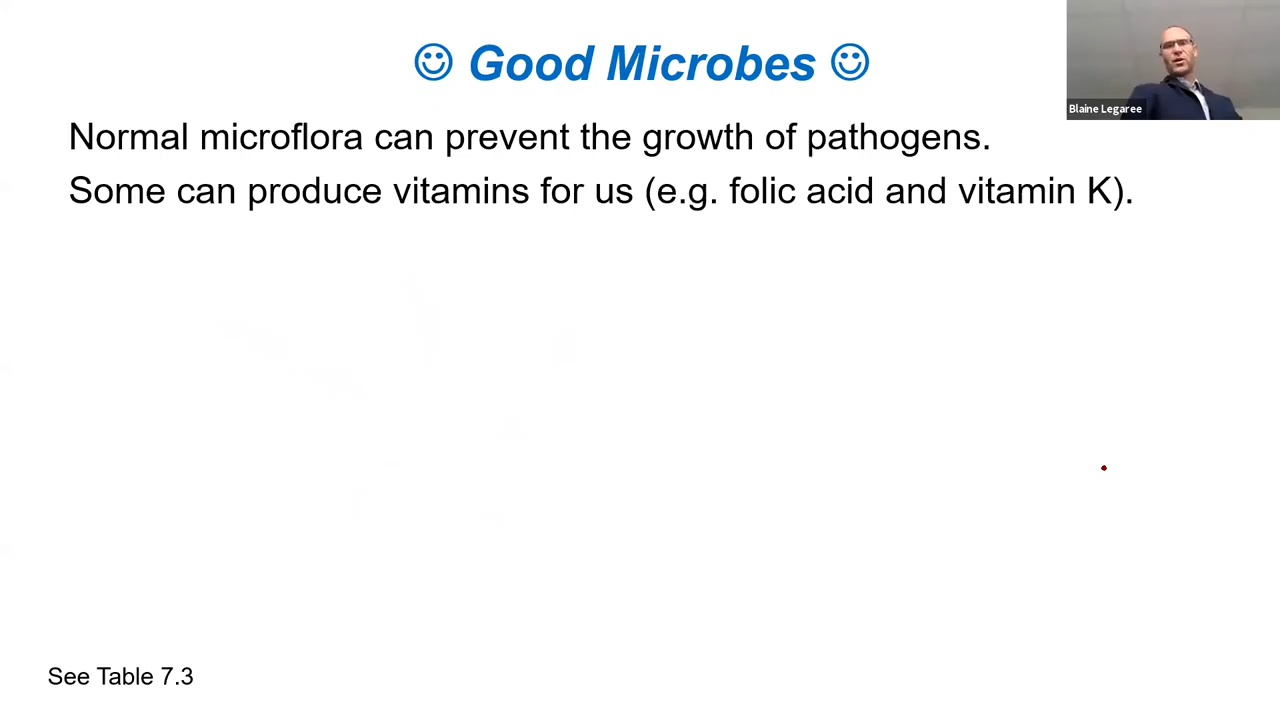 ☺ Good Microbes ☺
Blaine Legaree
Normal microflora can prevent the growth of pathogens.
Some can produce vitamins for us (e.g. folic acid and vitamin K).
See Table 7.3